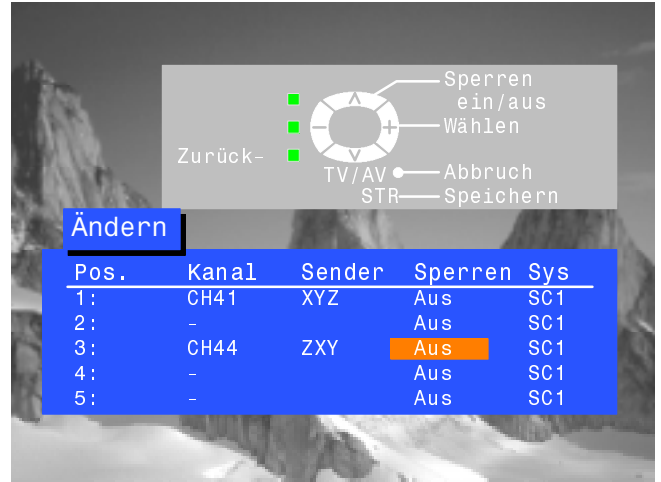 Sperren
ein/aus
Wählen
Zurück-
TV/AV Abbruch
STR Speichern
Ändern
Pos. Kanal Sender Sperren Sys
1: CH41 XYZ Aus SC1
2: - Aus SC1
3: CH44 ZXY Aus SC1
4: - Aus SC1
5: - Aus SC1